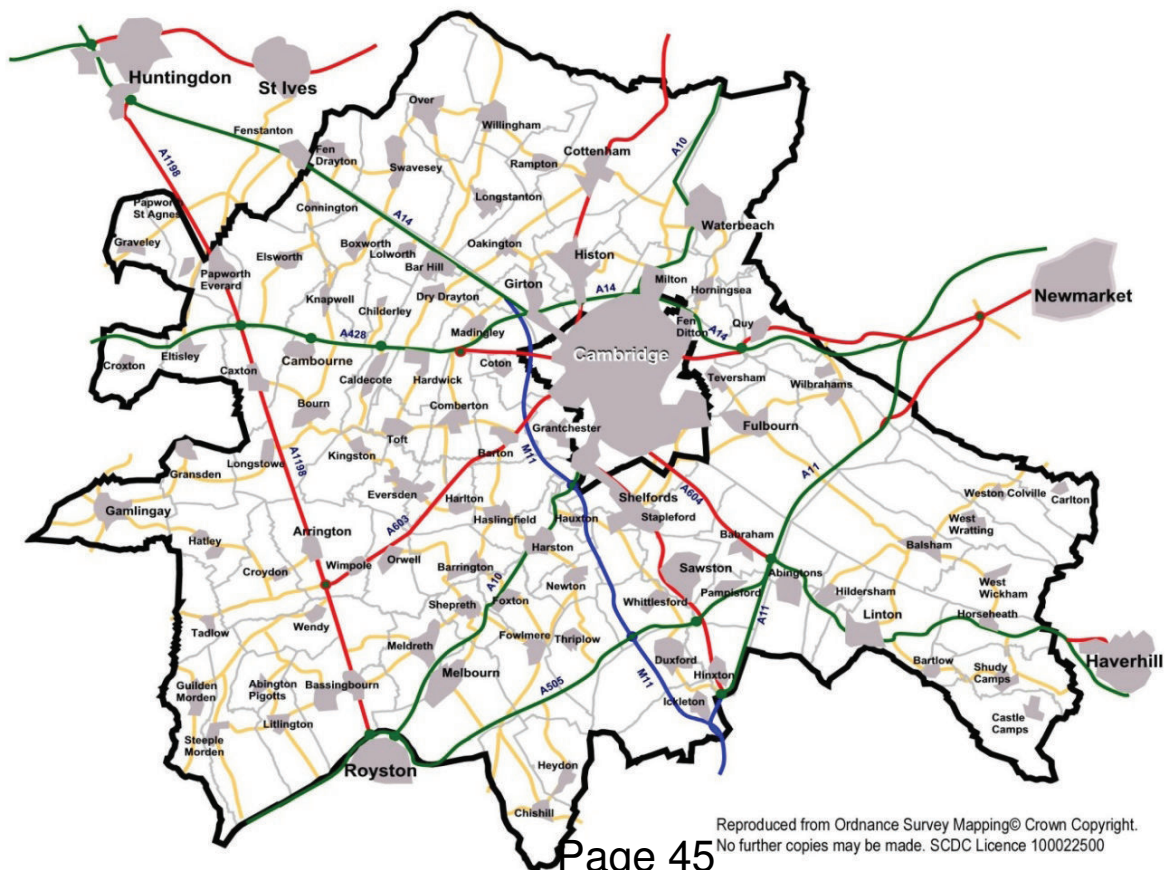 Huntingdon
St Ives
Over
Willingham
Fenstanton
Fen
Drayton
Swavesey
Rampton
Cottenham
A10
A1198
Longstanton
Papwor
St Agnes
Connington
A14
Waterbeach
Graveley
Boxworth
Lolworth
Oakington
Histon
Elsworth
Bar Hill
Papworth
Everard
Girton
Milton
Knapwell
Childerley
Dry Drayton
A14
Horningsea
Newmarket
Madingley
Fen
Ditton
A14
Quy
A428
Cambridge
Croxton
Eltisley
Cambourne
Coton
Caxton
Caldecote
Hardwick
Teversham
Wilbrahams
Bourn
Comberton
Grantchester
Fulbourn
Toft
Gransden
Longstowe
A1198
Kingston
Barton
M11
A11
Eversden
Harlton
Shelfords
A604
Weston Colville
Carlton
Gamlingay
Haslingfield
Hauxton
Stapleford
West
Wratting
Arrington
A603
Babraham
Hatley
Harston
Balsham
Croydon
Wimpole
Orwell
Barrington
A10
Newton
Sawston
Abingtons
West
Wickham
Shepreth
Foxton
Whittlesford
Pampisford
Hildersham
Horseheath
Tadlow
Wendy
Fowlmere
Thriplow
A11
Linton
Meldreth
Duxford
Bartlow
Shudy
Camps
Haverhill
Guilden
Morden
Abington
Pigotts
Bassingbourn
Melbourn
A505
M11
Hinxton
Ickleton
Litlington
Castle
Camps
Steeple
Morden
Royston
Heydon
Chishill
Reproduced from Ordnance Survey Mapping© Crown Copyright.
No further copies may be made. SCDC Licence 100022500
Page 45